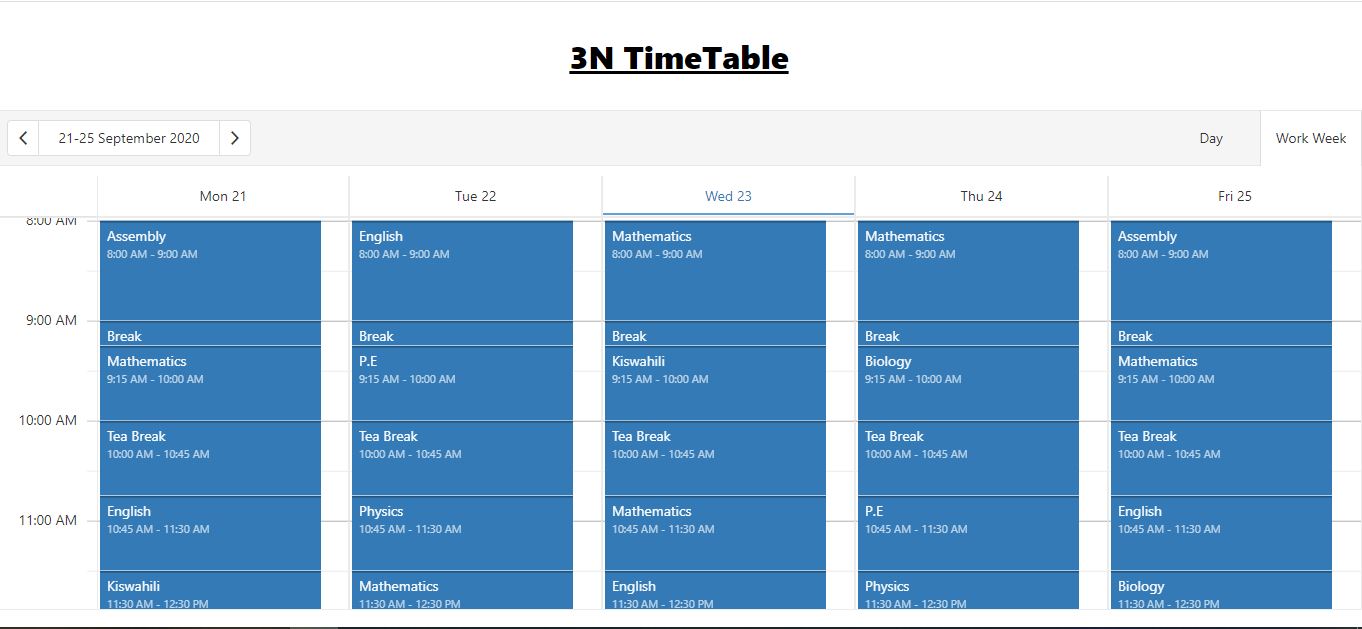 3N TimeTable
21-25 September 2020
Day
Work Week
Mon 21
Tue 22
Wed 23
Thu 24
Fri 25
8:00 AM
Assembly
8:00 AM - 9:00 AM
English
8:00 AM - 9:00 AM
Mathematics
8:00 AM - 9:00 AM
Mathematics
8:00 AM - 9:00 AM
Assembly
8:00 AM - 9:00 AM
9:00 AM
Break
Break
Break
Break
Break
Mathematics
9:15 AM - 10:00 AM
P.E
9:15 AM - 10:00 AM
Kiswahili
9:15 AM - 10:00 AM
Biology
9:15 AM - 10:00 AM
Mathematics
9:15 AM - 10:00 AM
10:00 AM
Tea Break
10:00 AM - 10:45 AM
Tea Break
10:00 AM - 10:45 AM
Tea Break
10:00 AM - 10:45 AM
Tea Break
10:00 AM - 10:45 AM
Tea Break
10:00 AM - 10:45 AM
11:00 AM
English
10:45 AM - 11:30 AM
Physics
10:45 AM - 11:30 AM
Mathematics
10:45 AM - 11:30 AM
P.E
10:45 AM - 11:30 AM
English
10:45 AM - 11:30 AM
Kiswahili
11:30 AM - 12:30 PM
Mathematics
11:30 AM - 12:30 PM
English
11:30 AM - 12:30 PM
Physics
11:30 AM - 12:30 PM
Biology
11:30 AM - 12:30 PM